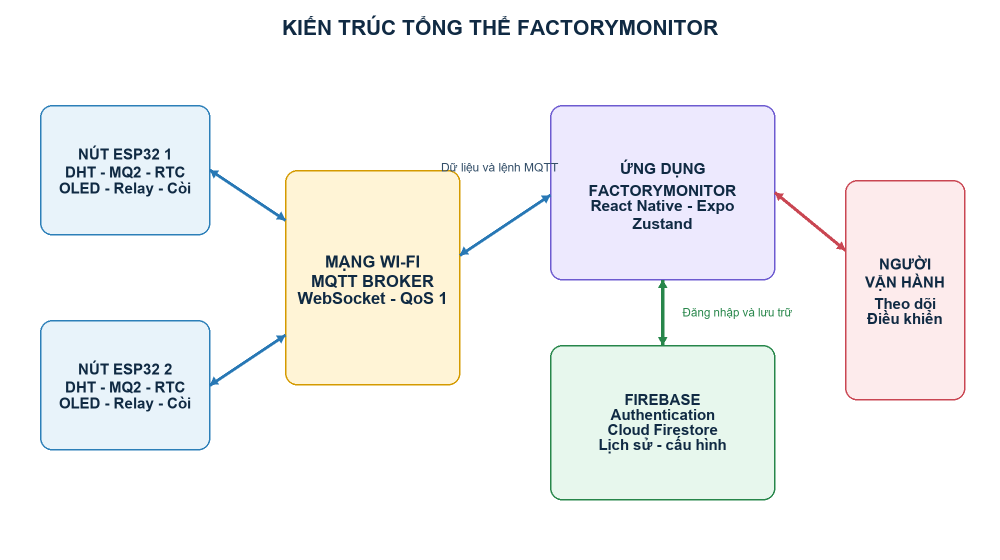 KIẾN TRÚC TỔNG THỂ FACTORYMONITOR
NÚT ESP32 1
DHT - MQ2 - RTC
OLED - Relay - Còi
NÚT ESP32 2
DHT - MQ2 - RTC
OLED - Relay - Còi
MẠNG WI-FI
MQTT BROKER
WebSocket - QoS 1
Dữ liệu và lệnh MQTT
ỨNG DỤNG
FACTORYMONITOR
React Native - Expo
Zustand
Đăng nhập và lưu trữ
FIREBASE
Authentication
Cloud Firestore
Lịch sử - cấu hình
NGƯỜI
VẬN HÀNH
Theo dõi
Điều khiển